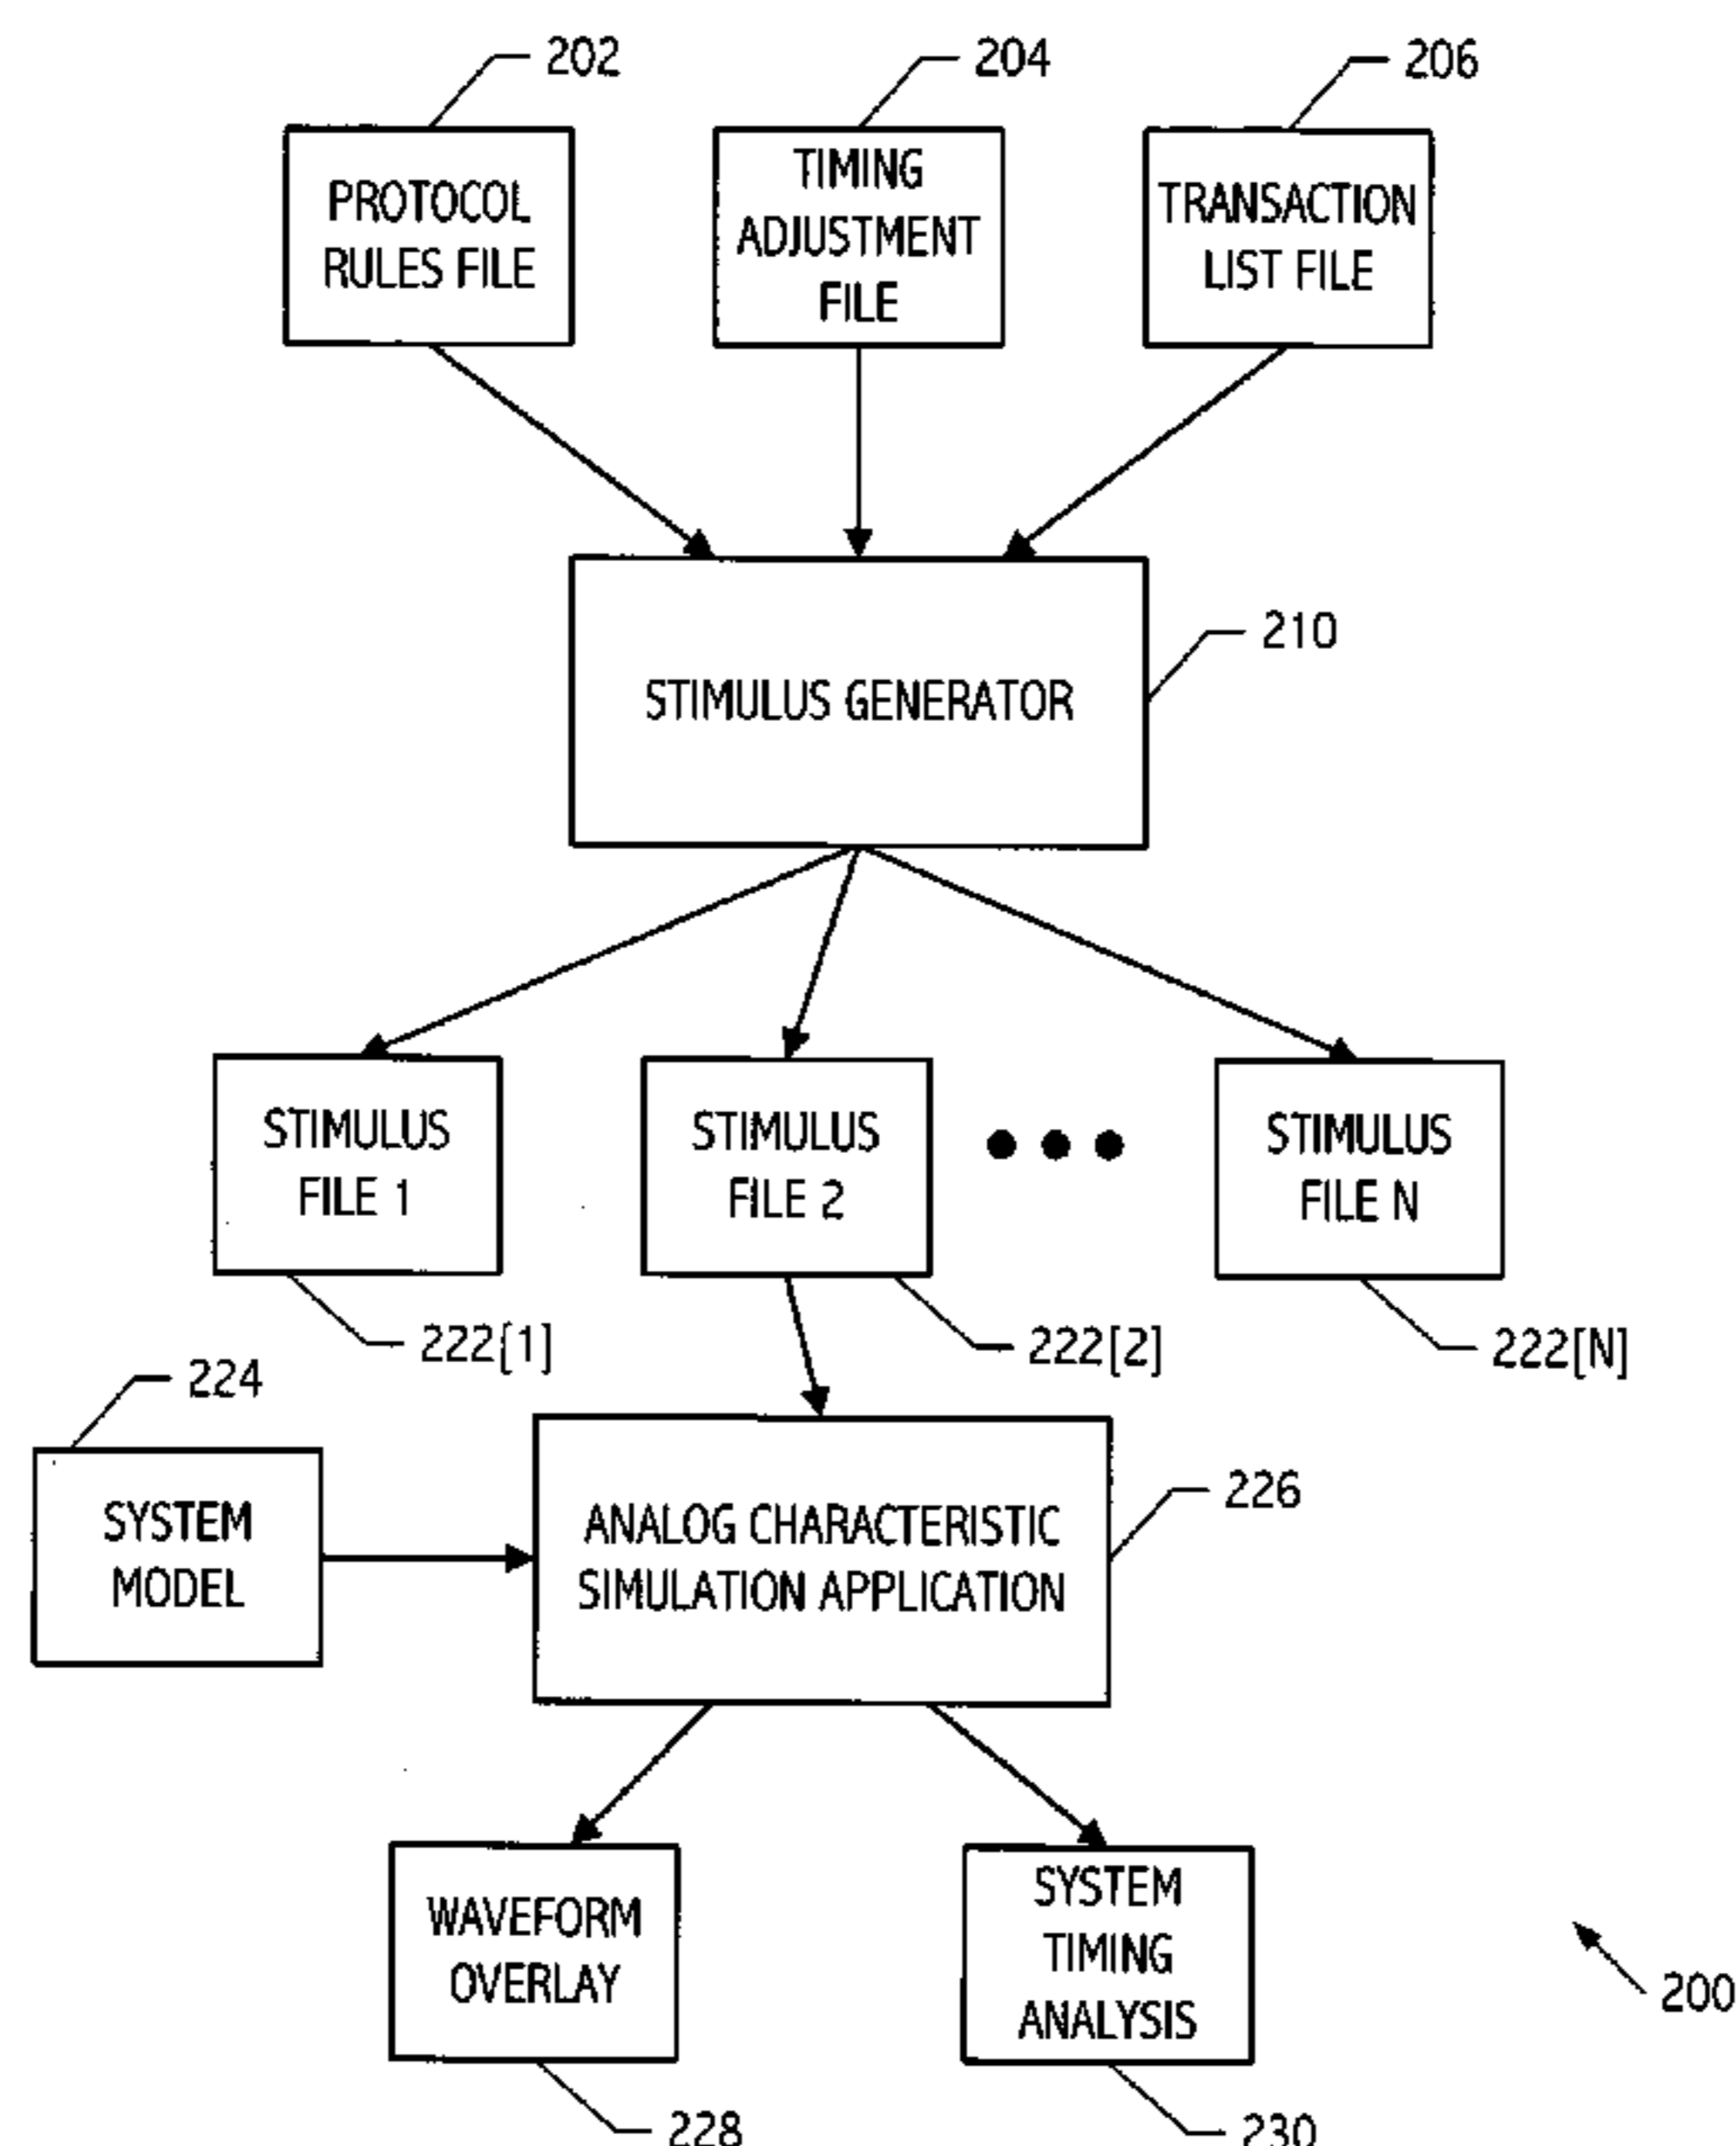 202
204
206
PROTOCOL
RULES FILE
TIMING
ADJUSTMENT
FILE
TRANSACTION
LIST FILE
210
STIMULUS GENERATOR
STIMULUS
FILE 1
STIMULUS
FILE 2
STIMULUS
FILE N
222[1]
222[2]
222[N]
224
SYSTEM
MODEL
226
ANALOG CHARACTERISTIC
SIMULATION APPLICATION
WAVEFORM
OVERLAY
SYSTEM
TIMING
ANALYSIS
200
228
230